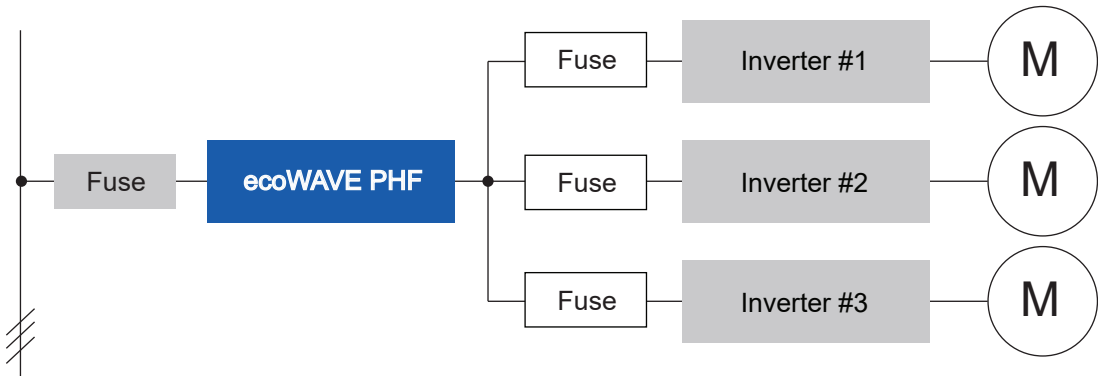 Fuse
Inverter #1
M
Fuse
ecoWAVE PHF
Fuse
Inverter #2
M
Fuse
Inverter #3
M